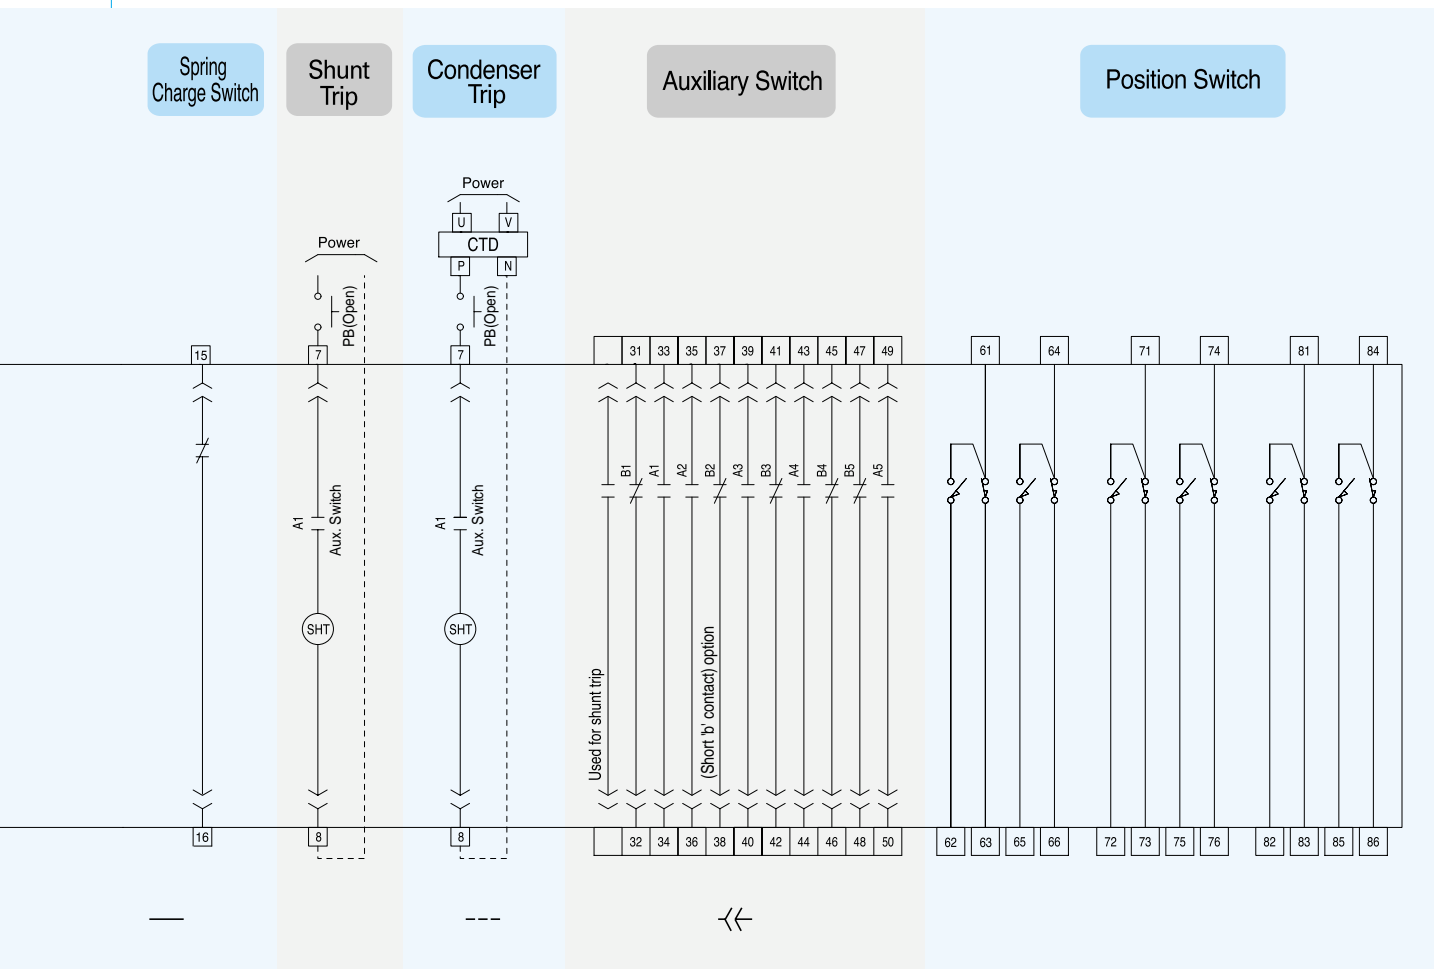 Spring
Charge Switch
Shunt
Trip
Condenser
Trip
Auxiliary Switch
Position Switch
Power
U V
CTD
P N
Power
PB(Open)
PB(Open)
15
7
7
31 33 35 37 39 41 43 45 47 49
61 64 71 74 81 84
B1 A1 A2 B2 A3 B3 A4 B4 B5 A5
A1
Aux. Switch
A1
Aux. Switch
SHT
SHT
Used for shunt trip
(Short 'b' contact) option
16
8
8
32 34 36 38 40 42 44 46 48 50
62 63 65 66 72 73 75 76 82 83 85 86